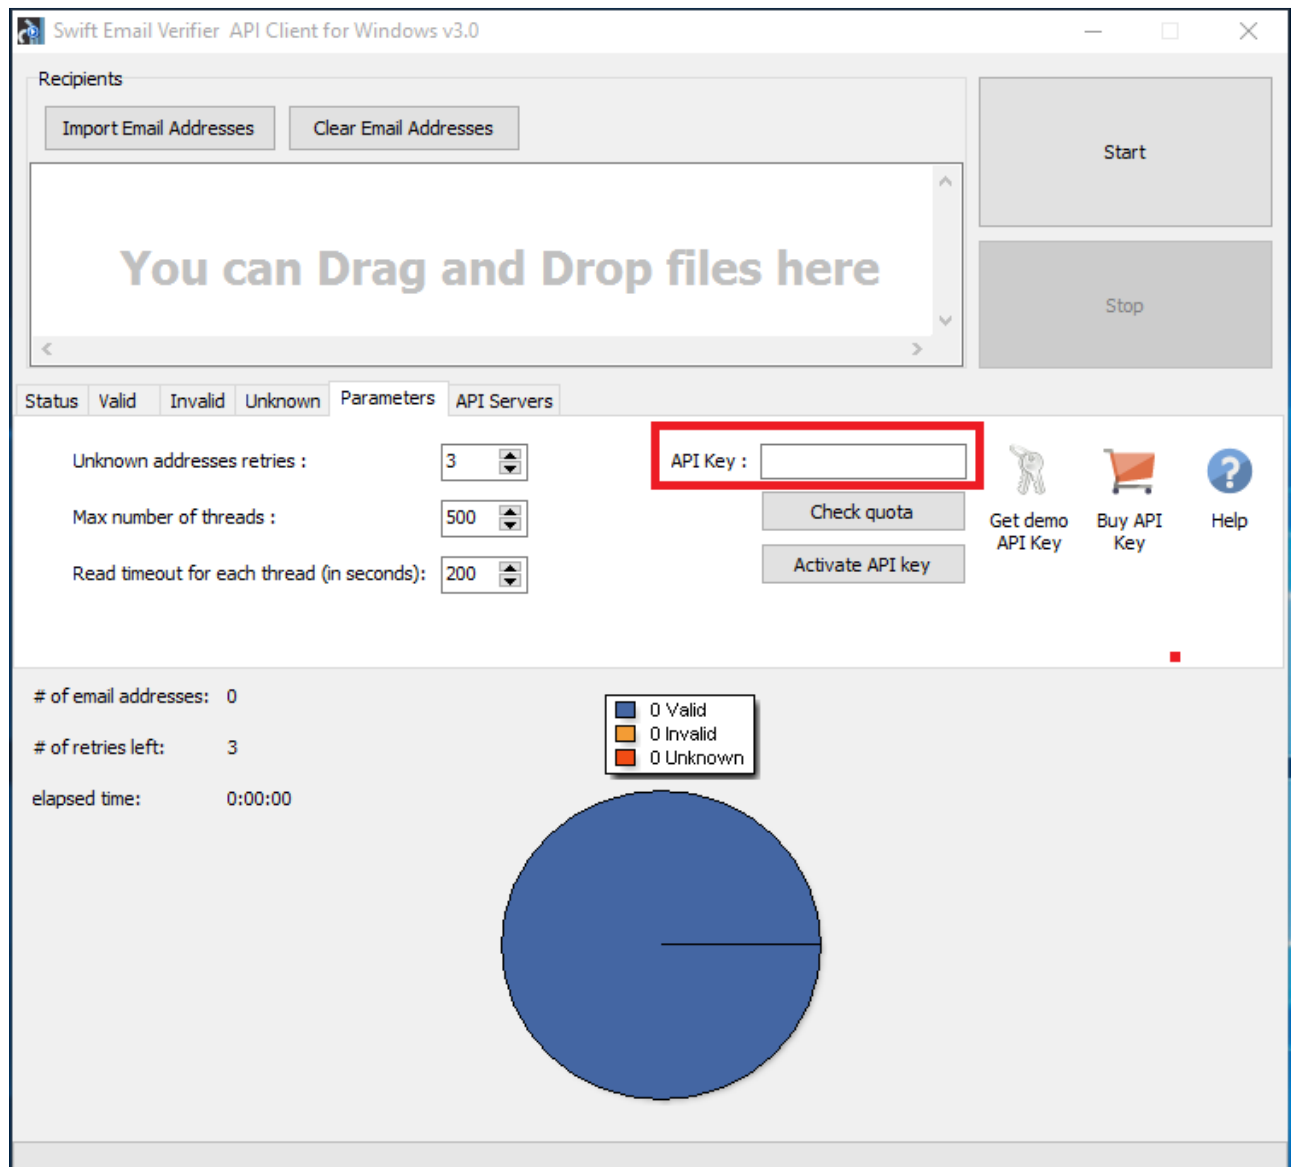 Swift Email Verifier  API Client for Windows v3.0
Recipients
Import Email Addresses
Clear Email Addresses
Start
You can Drag and Drop files here
Stop
Status
Valid
Invalid
Unknown
Parameters
API Servers
Unknown addresses retries :
3
API Key :
Max number of threads :
500
Check quota
Read timeout for each thread (in seconds):
200
Activate API key
Get demo
API Key
Buy API
Key
Help
# of email addresses:
0
# of retries left:
3
elapsed time:
0:00:00
0 Valid
0 Invalid
0 Unknown